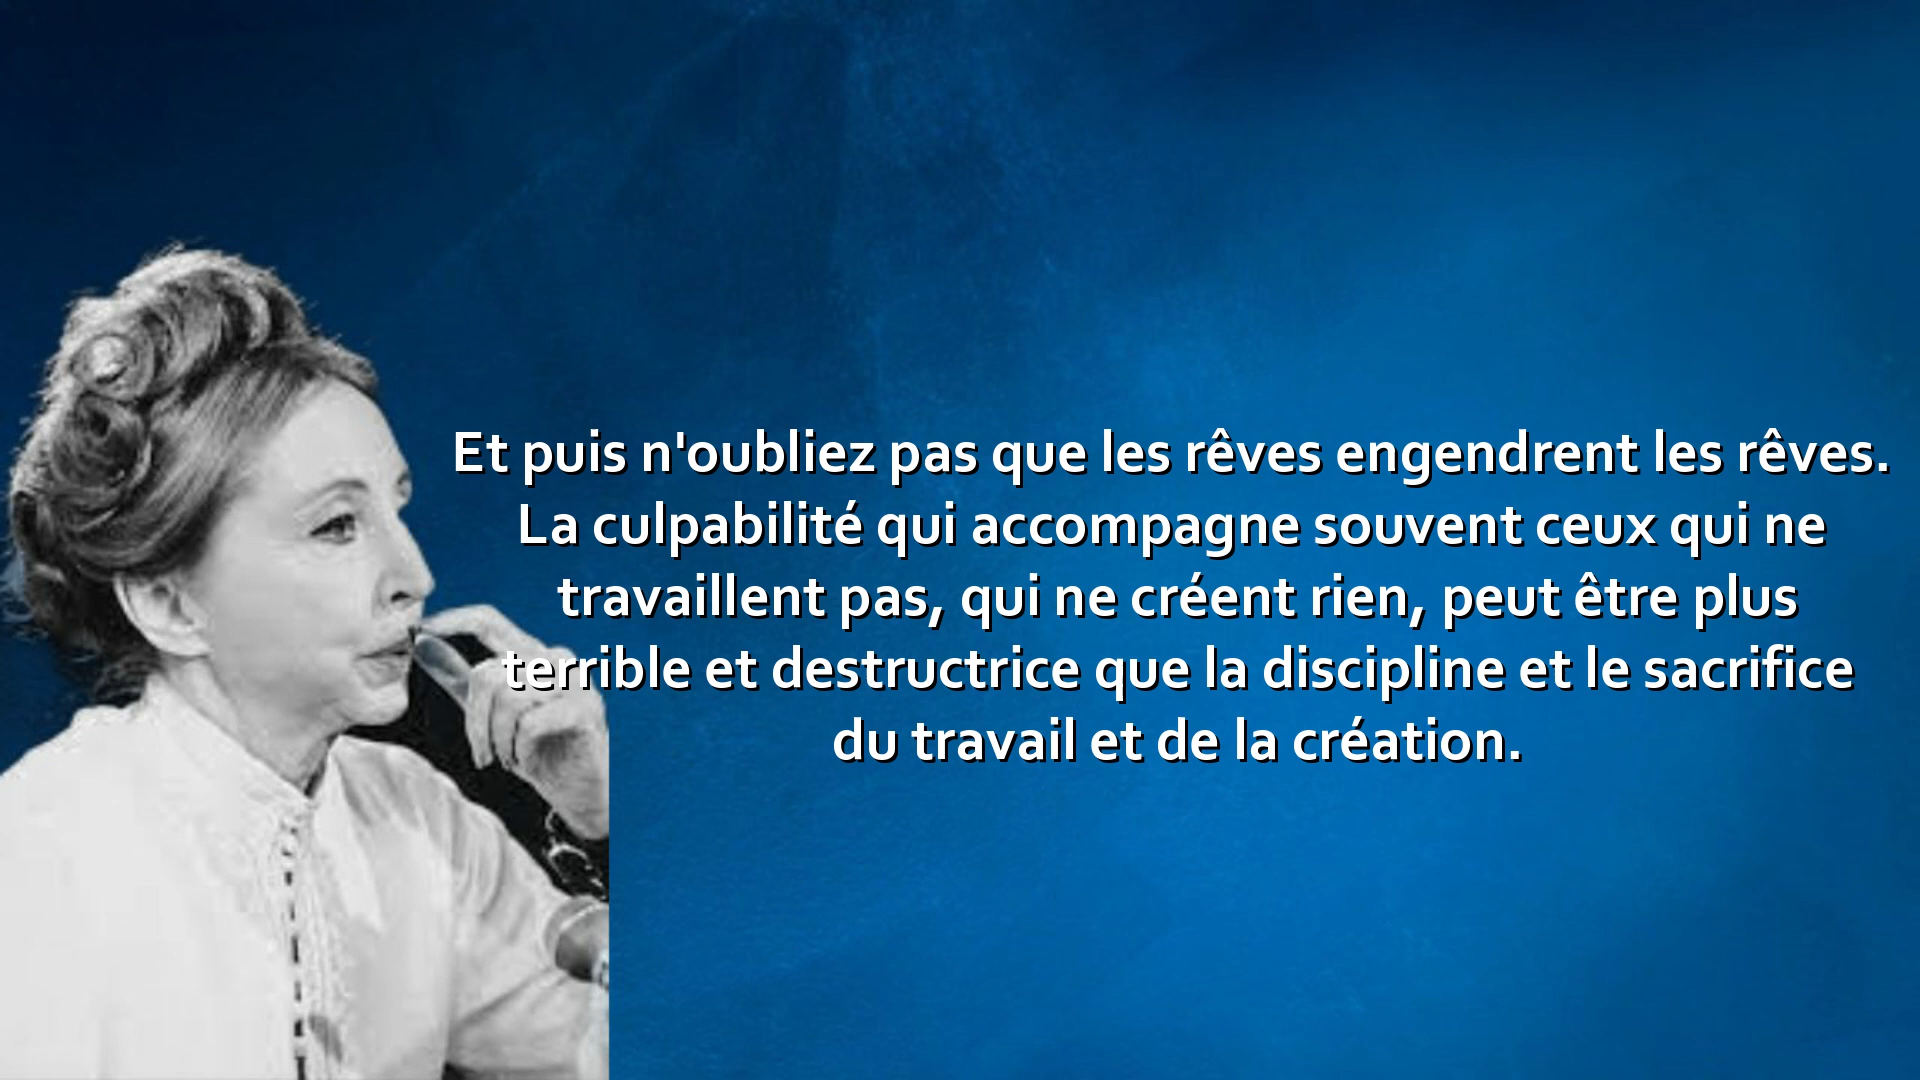 Et puis n'oubliez pas que les rêves engendrent les rêves.
La culpabilité qui accompagne souvent ceux qui ne
travaillent pas, qui ne créent rien, peut être plus
terrible et destructrice que la discipline et le sacrifice
du travail et de la création.